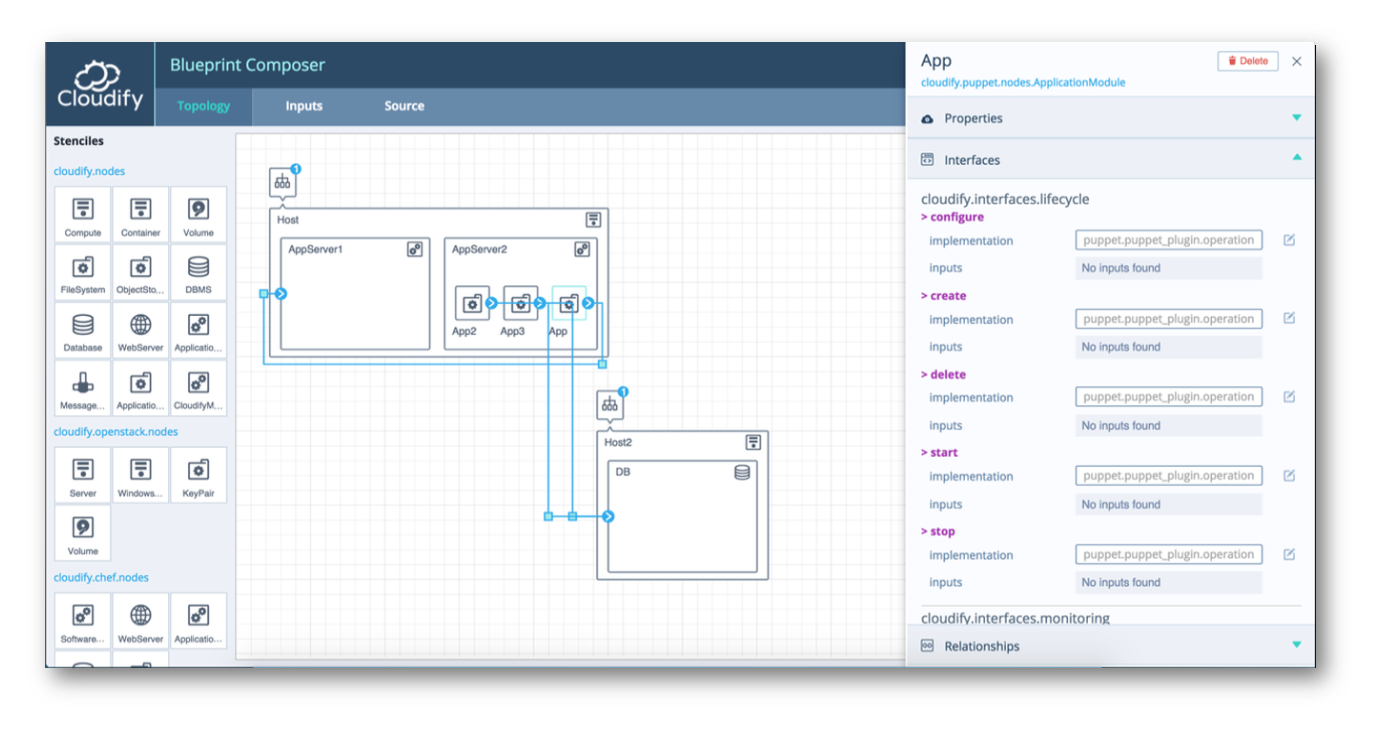 Cloudify
Blueprint Composer
Topology Inputs Source
Stenciles
cloudify.nodes
Compute Container Volume
FileSystem ObjectSto... DBMS
Database WebServer Applicatio...
Message... Applicatio... CloudifyM...
cloudify.openstack.nodes
Server Windows... KeyPair
Volume
cloudify.chef.nodes
Software... WebServer Applicatio...
1
Host
AppServer1
AppServer2
App2 App3 App
1
Host2
DB
App
Delete
cloudify.puppet.nodes.ApplicationModule
Properties
Interfaces
cloudify.interfaces.lifecycle
> configure
implementation puppet.puppet_plugin.operation
inputs No inputs found
> create
implementation puppet.puppet_plugin.operation
inputs No inputs found
> delete
implementation puppet.puppet_plugin.operation
inputs No inputs found
> start
implementation puppet.puppet_plugin.operation
inputs No inputs found
> stop
implementation puppet.puppet_plugin.operation
inputs No inputs found
cloudify.interfaces.monitoring
Relationships